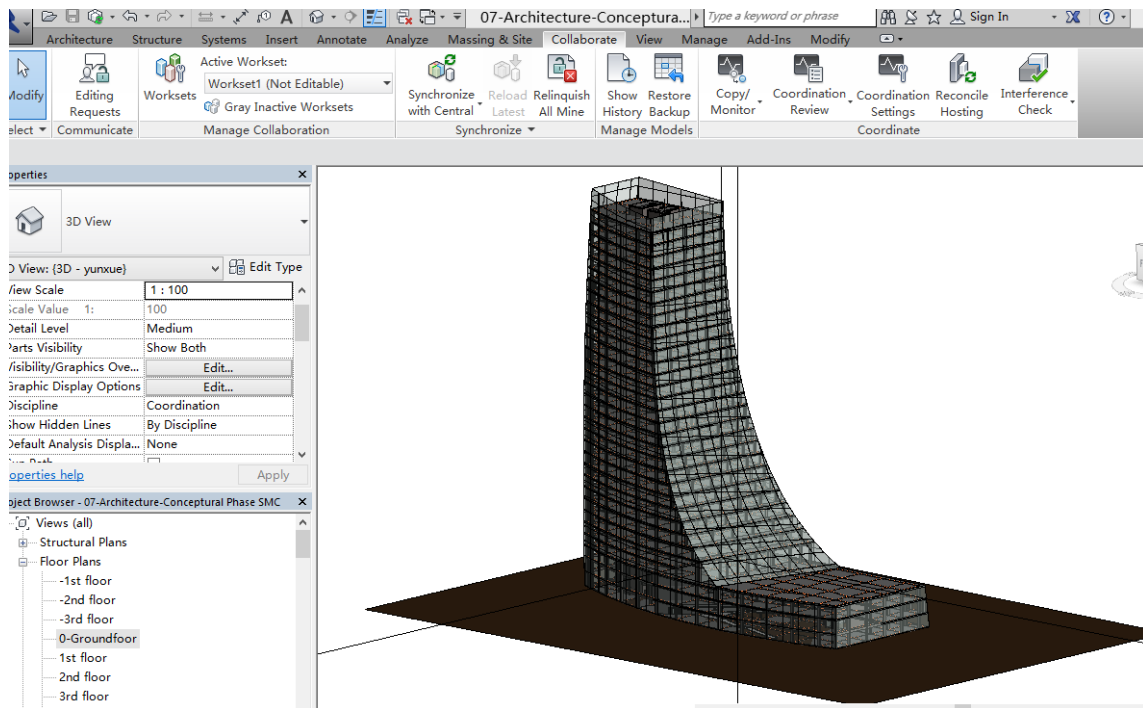 07-Architecture-Conceptura... Type a keyword or phrase Sign In
Architecture Structure Systems Insert Annotate Analyze Massing & Site Collaborate View Manage Add-Ins Modify
Modify
Editing Requests
Worksets
Active Workset:
Workset1 (Not Editable)
Gray Inactive Worksets
Synchronize with Central
Reload Latest
Relinquish All Mine
Show History
Restore Backup
Copy/ Monitor
Coordination Review
Coordination Settings
Reconcile Hosting
Interference Check
elect Communicate Manage Collaboration Synchronize Manage Models Coordinate
operties
3D View
D View: {3D - yunxue} Edit Type
View Scale 1 : 100
Scale Value 1: 100
Detail Level Medium
Parts Visibility Show Both
Visibility/Graphics Ove... Edit...
Graphic Display Options Edit...
Discipline Coordination
Show Hidden Lines By Discipline
Default Analysis Displa... None
operties help Apply
oject Browser - 07-Architecture-Conceptual Phase SMC
Views (all)
Structural Plans
Floor Plans
-1st floor
-2nd floor
-3rd floor
0-Groundfoor
1st floor
2nd floor
3rd floor